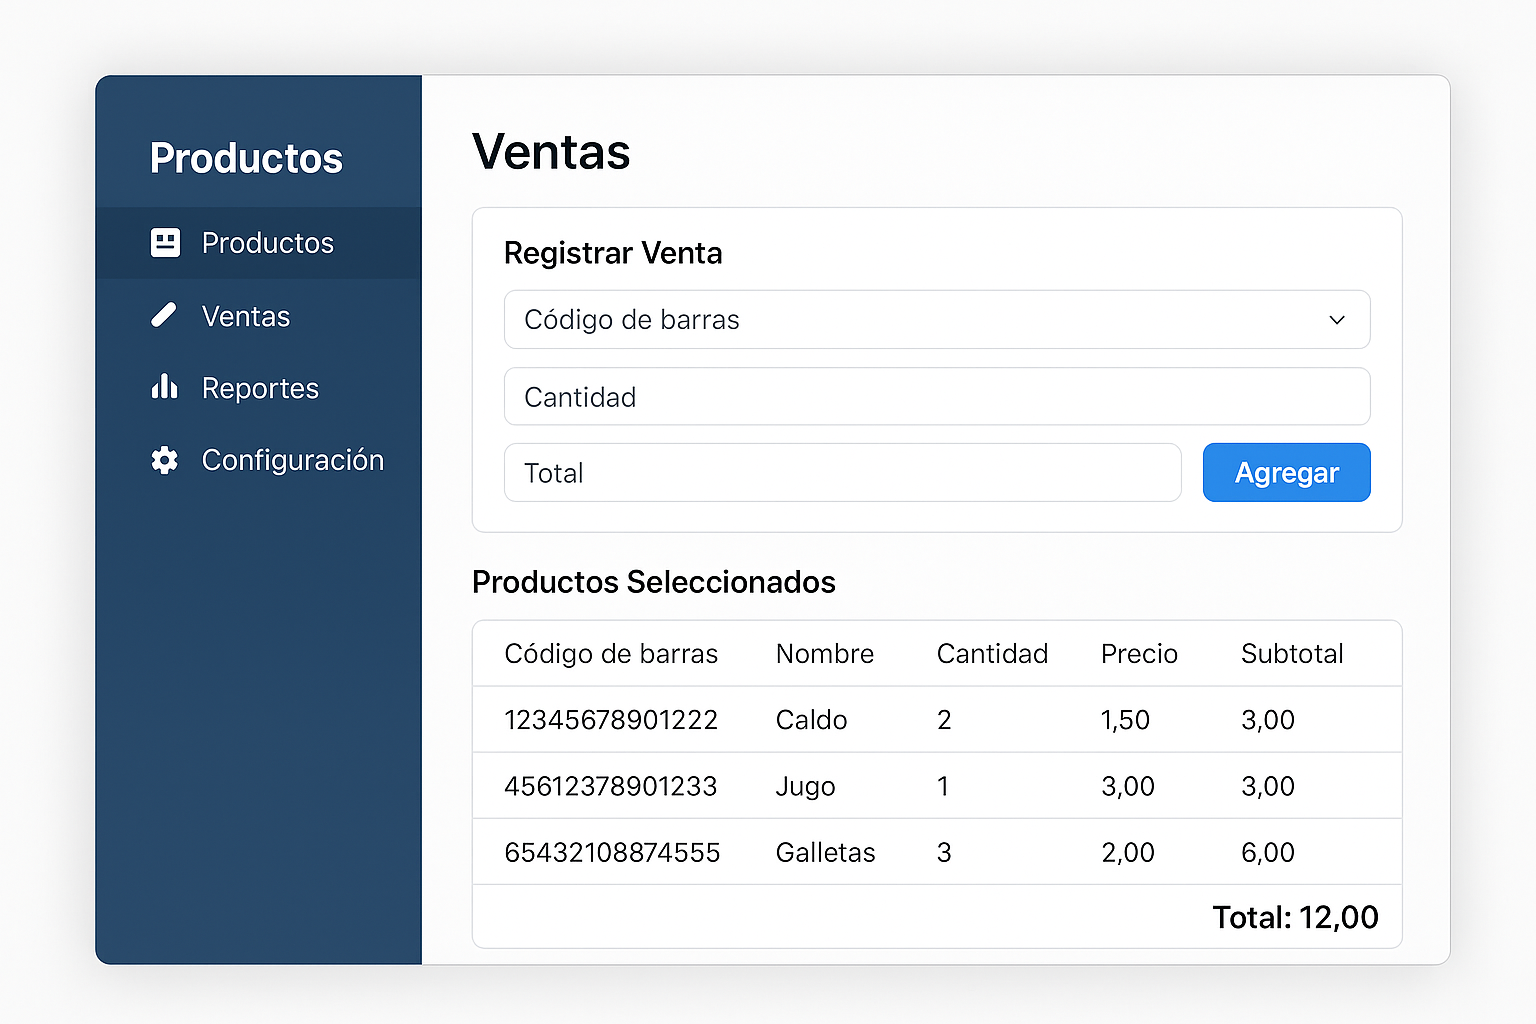 Productos
Productos
Ventas
Reportes
Configuración
Ventas
Registrar Venta
Código de barras
Cantidad
Total
Agregar
Productos Seleccionados
Código de barras Nombre Cantidad Precio Subtotal
12345678901222 Caldo 2 1,50 3,00
45612378901233 Jugo 1 3,00 3,00
65432108874555 Galletas 3 2,00 6,00
Total: 12,00